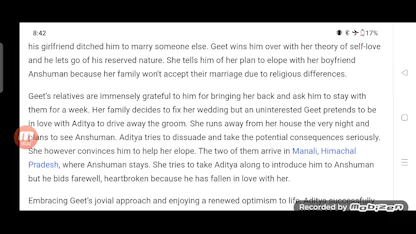 8:42
17%
his girlfriend ditched him to marry someone else. Geet wins him over with her theory of self-love
and he lets go of his reserved nature. She tells him of her plan to elope with her boyfriend
Anshuman because her family won't accept their marriage due to religious differences.
Geet's relatives are immensely grateful to him for bringing her back and ask him to stay with
them for a week. Her family decides to fix her wedding but an uninterested Geet pretends to be
in love with Aditya to drive away the groom. She runs away from her house the very night and
plans to see Anshuman. Aditya tries to dissuade and take the potential consequences seriously.
She however convinces him to help her elope. The two of them arrive in Manali, Himachal
Pradesh, where Anshuman stays. She tries to take Aditya along to introduce him to Anshuman
but he bids farewell, heartbroken because he has fallen in love with her.
Embracing Geet's jovial approach and enjoying a renewed optimism to life, Aditya successfully
Recorded by
MOBIZEN